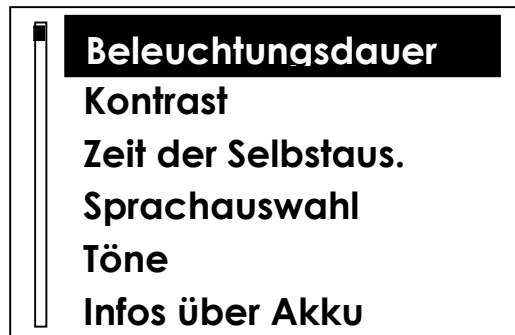 Beleuchtungsdauer
Kontrast
Zeit der Selbstaus.
Sprachauswahl
Töne
Infos über Akku